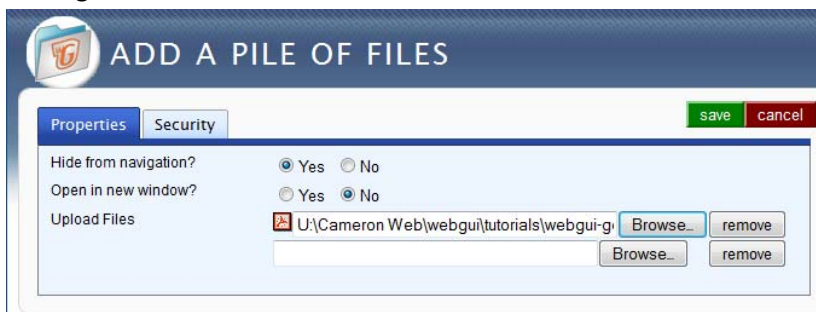 ADD A PILE OF FILES
Properties Security save cancel
Hide from navigation? Yes No
Open in new window? Yes No
Upload Files U:\Cameron Web\webgui\tutorials\webgui-g Browse... remove
Browse... remove